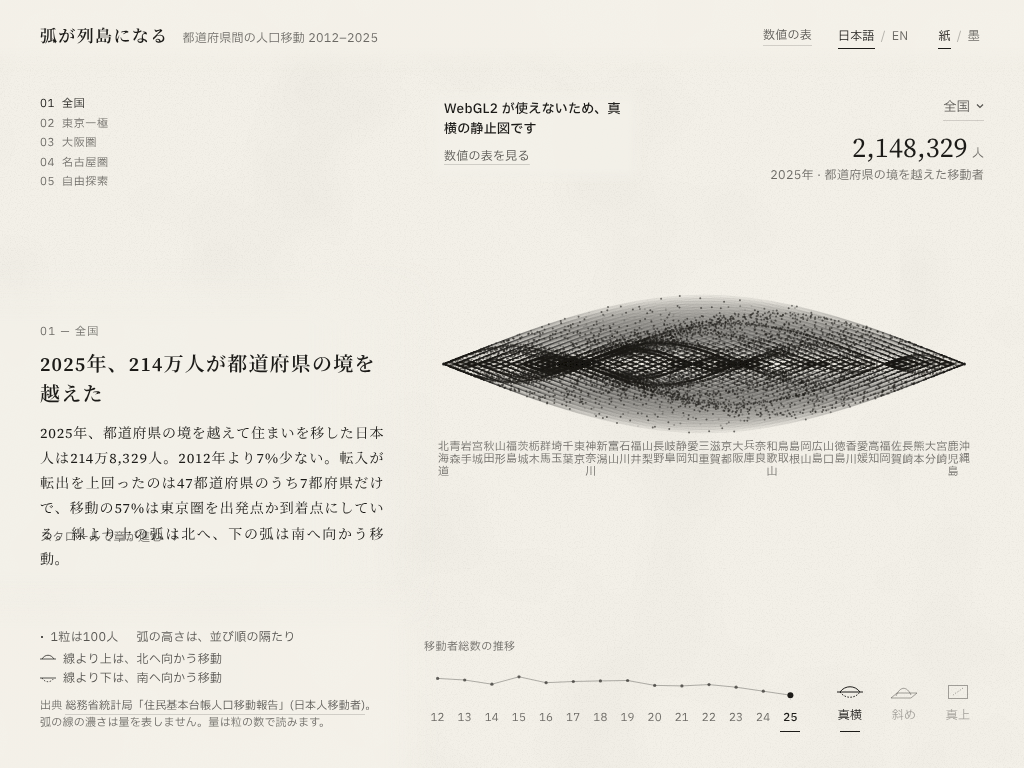 弧が列島になる
都道府県間の人口移動 2012–2025
数値の表
日本語 / EN
紙 / 墨
01 全国
02 東京一極
03 大阪圏
04 名古屋圏
05 自由探索
WebGL2 が使えないため、真
横の静止図です
数値の表を見る
全国
2,148,329 人
2025年 · 都道府県の境を越えた移動者
01 — 全国
2025年、214万人が都道府県の境を
越えた
2025年、都道府県の境を越えて住まいを移した日本
人は214万8,329人。2012年より7%少ない。転入が
転出を上回ったのは47都道府県のうち7都府県だけ
で、移動の57%は東京圏を出発点か到着点にしてい
る。線より上の弧は北へ、下の弧は南へ向かう移
動。
北海道
青森
岩手
宮城
秋田
山形
福島
茨城
栃木
群馬
埼玉
千葉
東京
神奈川
新潟
富山
石川
福井
山梨
長野
岐阜
静岡
愛知
三重
滋賀
京都
大阪
兵庫
奈良
和歌山
鳥取
島根
岡山
広島
山口
徳島
香川
愛媛
高知
福岡
佐賀
長崎
熊本
大分
宮崎
鹿児島
沖縄
· 1粒は100人 弧の高さは、並び順の隔たり
線より上は、北へ向かう移動
線より下は、南へ向かう移動
出典 総務省統計局「住民基本台帳人口移動報告」(日本人移動者)。
弧の線の濃さは量を表しません。量は粒の数で読みます。
移動者総数の推移
12 13 14 15 16 17 18 19 20 21 22 23 24 25
真横
斜め
真上